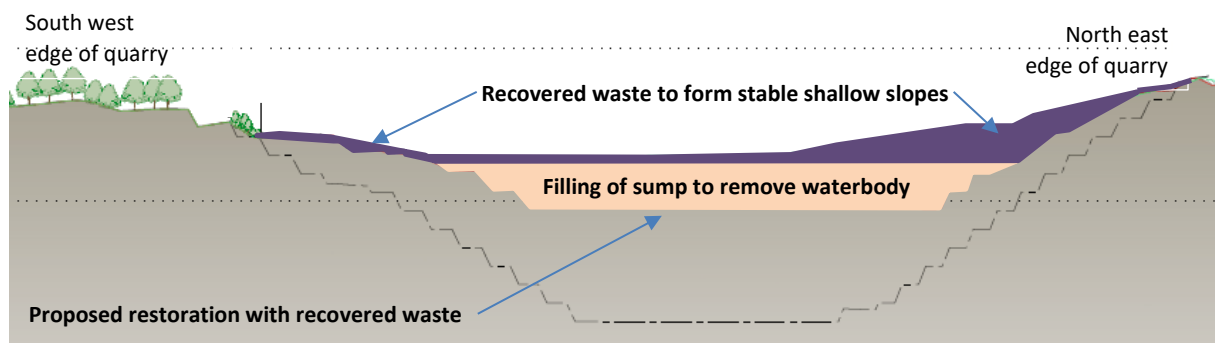 South west
edge of quarry
North east
edge of quarry
Recovered waste to form stable shallow slopes
Filling of sump to remove waterbody
Proposed restoration with recovered waste